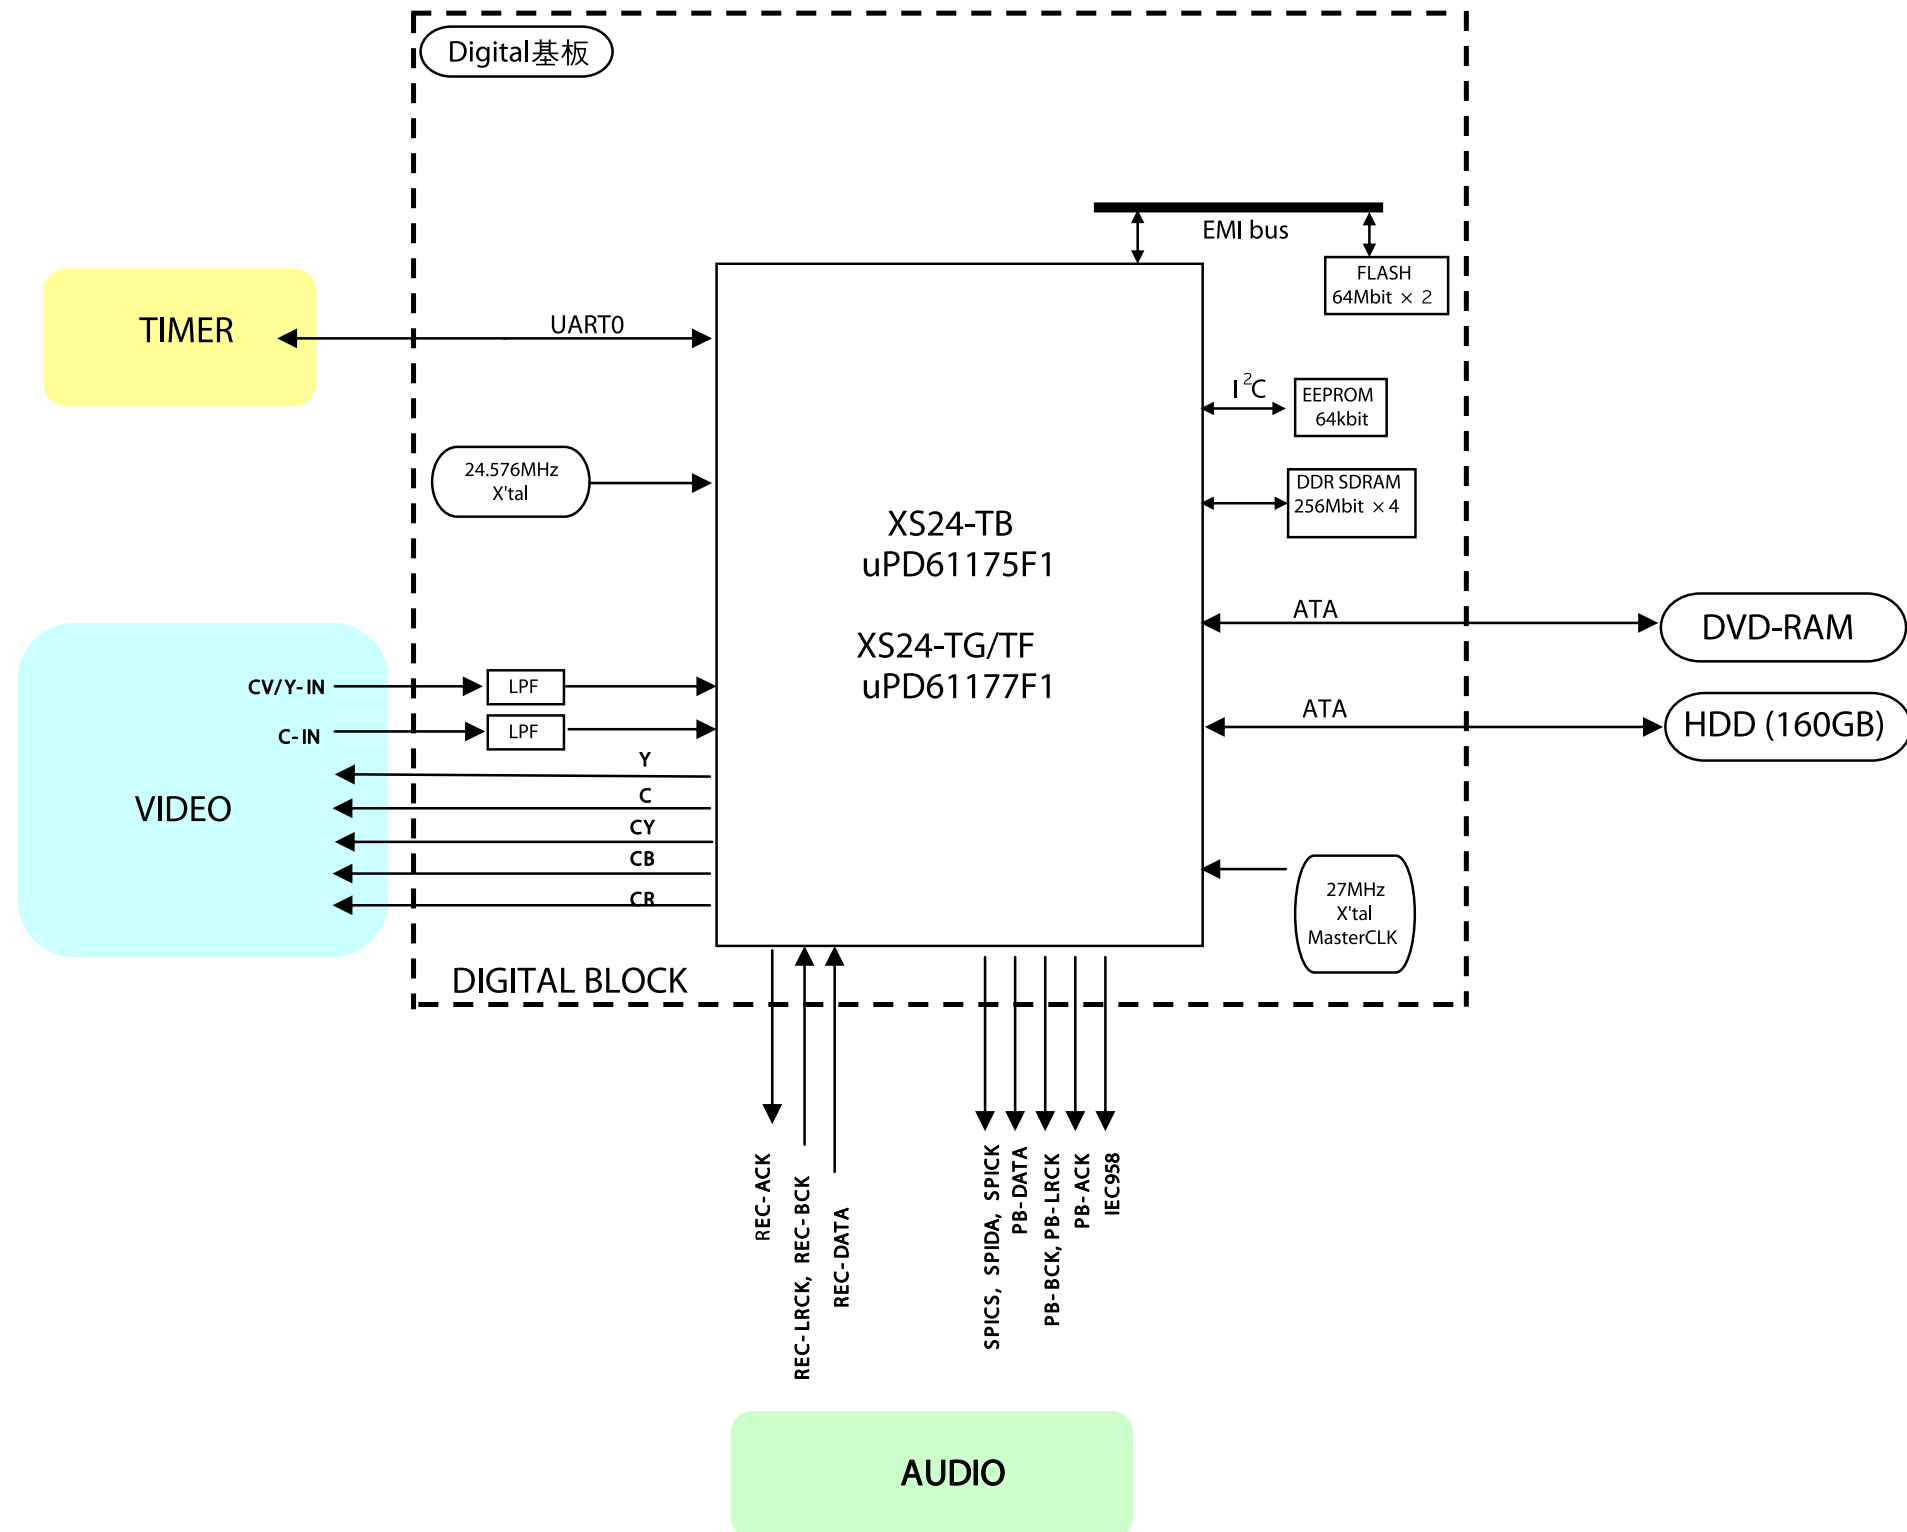 Digital基板
EMI bus
FLASH
64Mbit × 2
TIMER
UART0
I²C
EEPROM
64kbit
24.576MHz
X'tal
DDR SDRAM
256Mbit ×4
XS24-TB
uPD61175F1
XS24-TG/TF
uPD61177F1
ATA
DVD-RAM
CV/Y-IN
LPF
C-IN
LPF
ATA
HDD (160GB)
Y
C
CY
CB
CR
VIDEO
27MHz
X'tal
MasterCLK
DIGITAL BLOCK
REC-ACK
REC-LRCK, REC-BCK
REC-DATA
SPICS, SPIDA, SPICK
PB-DATA
PB-BCK, PB-LRCK
PB-ACK
IEC958
AUDIO